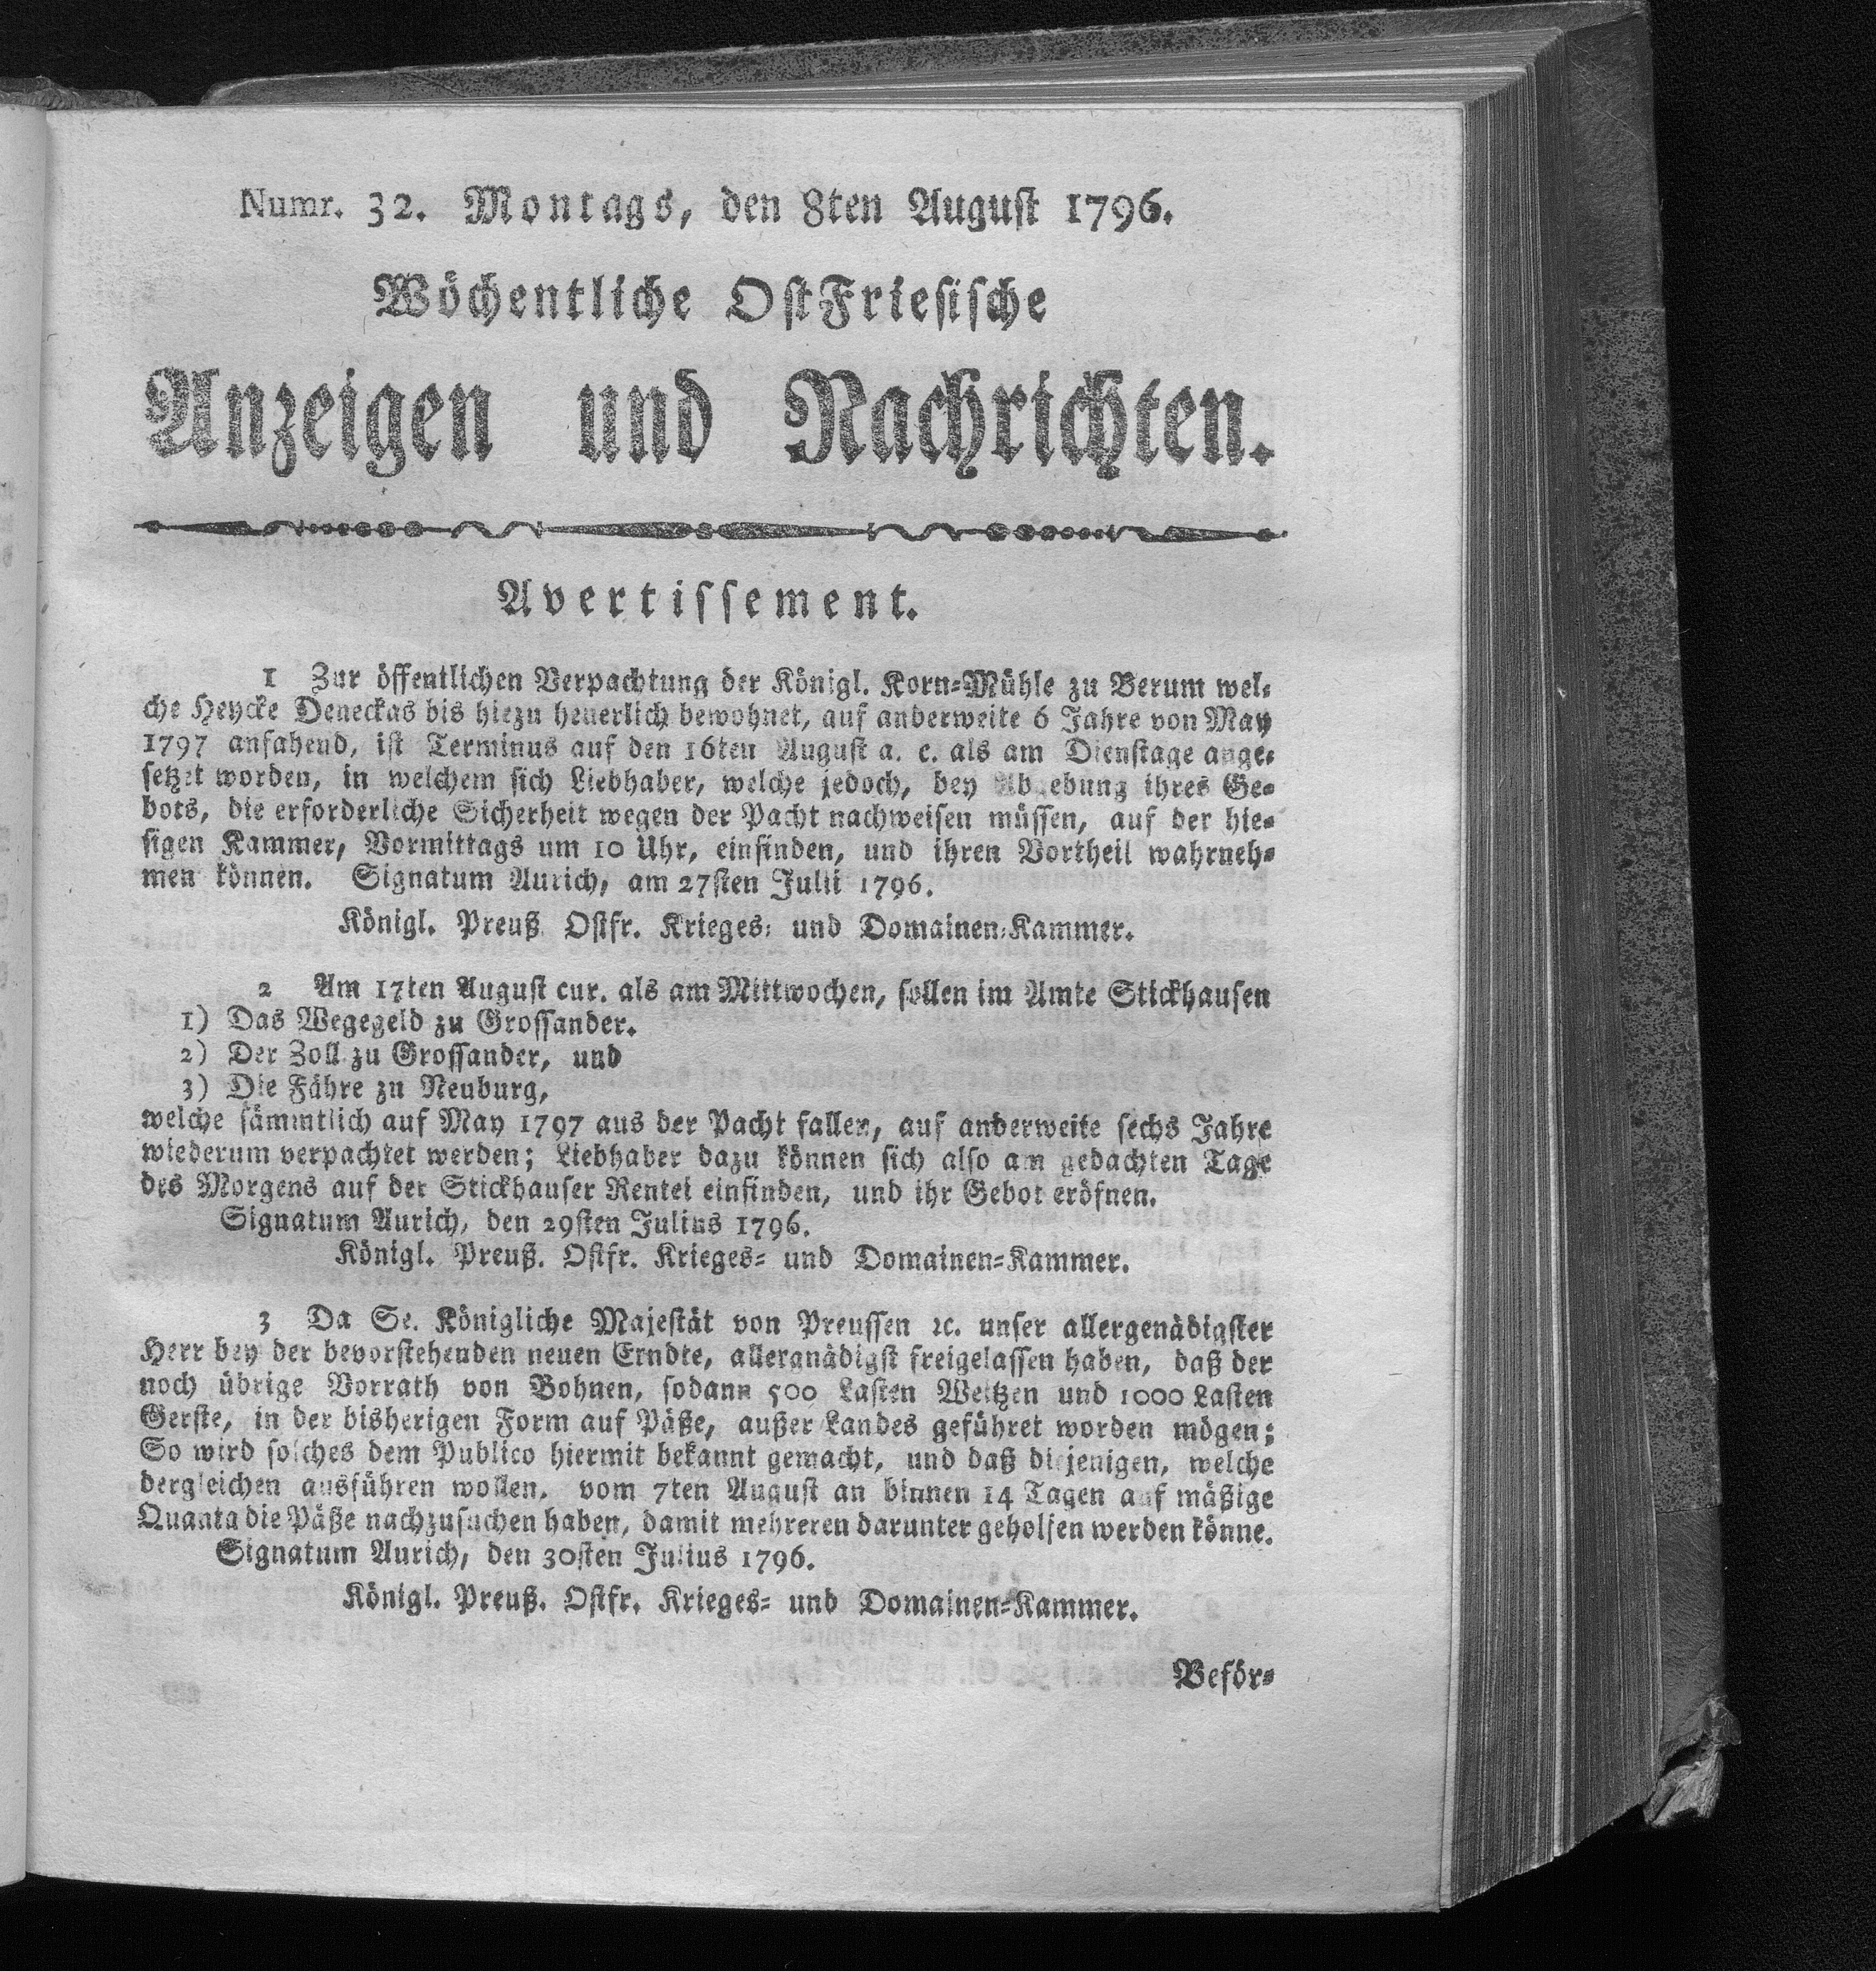 Numr. 32. Montags, den 8ten August 1796.
Wöchentliche OstFriesische
Anzeigen und Nachrichten.
Avertissement.
1 Zur öffentlichen Verpachtung der Königl. Korn-Mühle zu Berum wel-
che Heycke Deneckas bis hiezu heuerlich bewohnet, auf anderweite 6 Jahre von May
1797 anfahend, ist Terminus auf den 16ten August a. c. als am Dienstage ange-
setzet worden, in welchem sich Liebhaber, welche jedoch, bey Abgebung ihres Ge-
bots, die erforderliche Sicherheit wegen der Pacht nachweisen müssen, auf der hie-
sigen Kammer, Vormittags um 10 Uhr, einfinden, und ihren Vortheil wahrneh-
men können. Signatum Aurich, am 27sten Julii 1796.
Königl. Preuß Ostfr. Krieges- und Domainen-Kammer.
2 Am 17ten August cur. als am Mittwochen, sollen im Amte Stickhausen
1) Das Wegegeld zu Grossander.
2) Der Zoll zu Grossander, und
3) Die Fähre zu Neuburg,
welche sämmtlich auf May 1797 aus der Pacht fallen, auf anderweite sechs Jahre
wiederum verpachtet werden; Liebhaber dazu können sich also am gedachten Tage
des Morgens auf der Stickhauser Rentei einfinden, und ihr Gebot eröfnen.
Signatum Aurich, den 29sten Julius 1796.
Königl. Preuß. Ostfr. Krieges- und Domainen-Kammer.
3 Da Se. Königliche Majestät von Preussen ꝛc. unser allergenädigster
Herr bey der bevorstehenden neuen Erndte, allergnädigst freigelassen haben, daß der
noch übrige Vorrath von Bohnen, sodann 500 Lasten Weitzen und 1000 Lasten
Gerste, in der bisherigen Form auf Päße, außer Landes geführet worden mögen;
So wird solches dem Publico hiermit bekannt gemacht, und daß diejenigen, welche
dergleichen ausführen wollen, vom 7ten August an binnen 14 Tagen auf mäßige
Quanta die Päße nachzusuchen haben, damit mehreren darunter geholfen werden könne.
Signatum Aurich, den 30sten Julius 1796.
Königl. Preuß. Ostfr. Krieges- und Domainen-Kammer.
Beför-